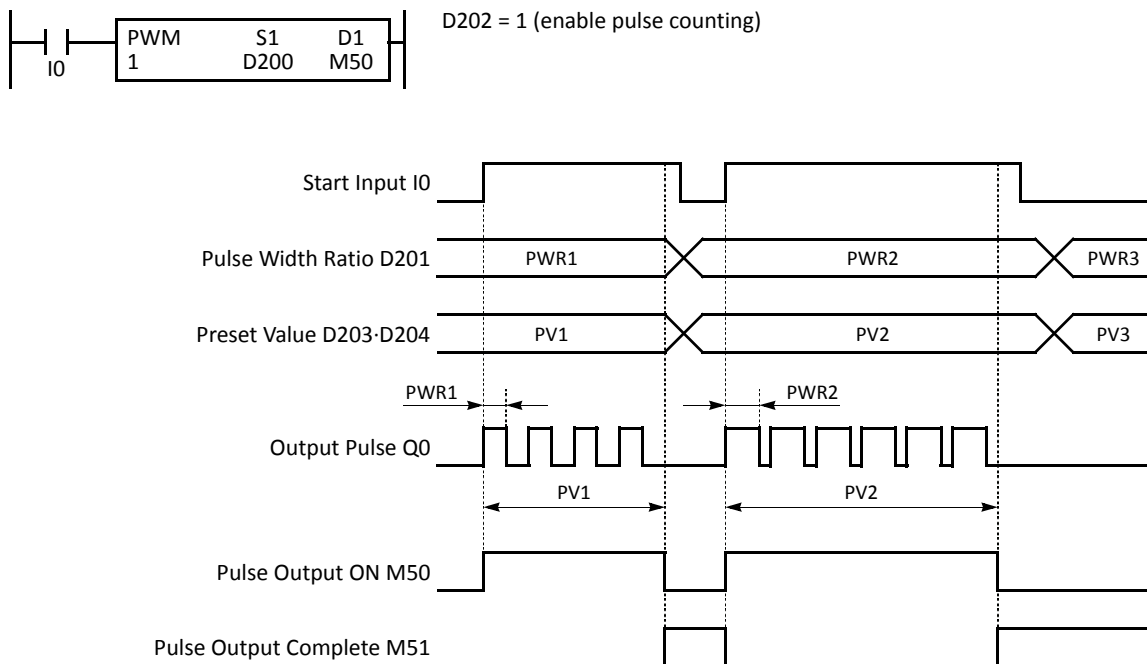 D202 = 1 (enable pulse counting)
PWM S1 D1
1 D200 M50
I0
Start Input I0
Pulse Width Ratio D201 PWR1 PWR2 PWR3
Preset Value D203·D204 PV1 PV2 PV3
PWR1 PWR2
Output Pulse Q0
PV1 PV2
Pulse Output ON M50
Pulse Output Complete M51